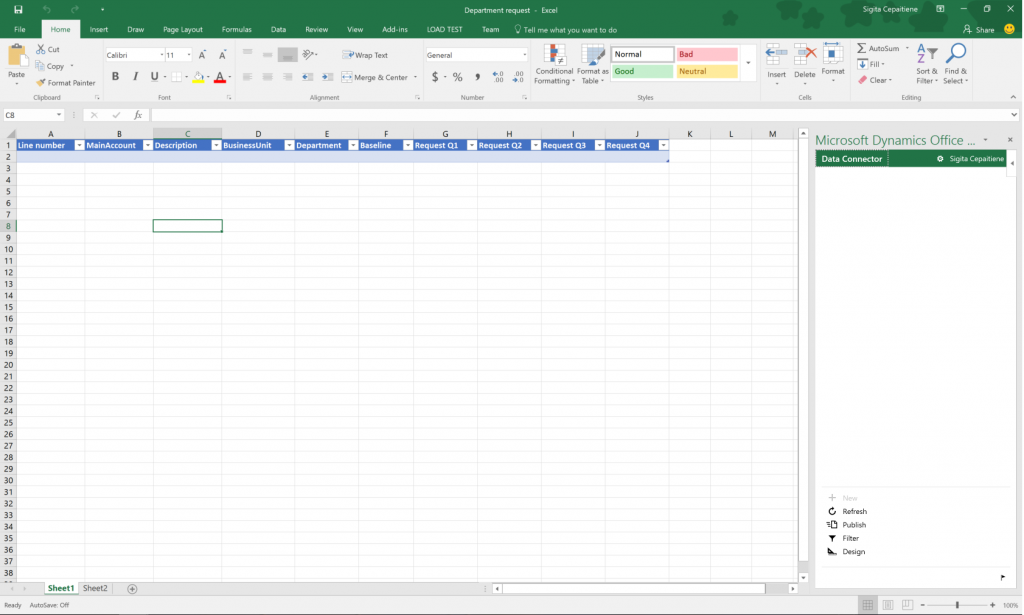 Department request - Excel
Sigita Cepaitiene
File Home Insert Draw Page Layout Formulas Data Review View Add-ins LOAD TEST Team Tell me what you want to do
Share
Paste
Cut
Copy
Format Painter
Clipboard
Calibri 11
B I U
Font
Wrap Text
Merge & Center
Alignment
General
$ % ,
Number
Conditional Formatting
Format as Table
Normal Bad
Good Neutral
Styles
Insert Delete Format
Cells
AutoSum
Fill
Clear
Sort & Filter
Find & Select
Editing
C8 fx
A B C D E F G H I J K L M
1 Line number MainAccount Description BusinessUnit Department Baseline Request Q1 Request Q2 Request Q3 Request Q4
2
3
4
5
6
7
8
9
10
11
12
13
14
15
16
17
18
19
20
21
22
23
24
25
26
27
28
29
30
31
32
33
34
35
36
37
38
Microsoft Dynamics Office ...
Data Connector Sigita Cepaitiene
New
Refresh
Publish
Filter
Design
Sheet1 Sheet2
Ready AutoSave: Off 100%